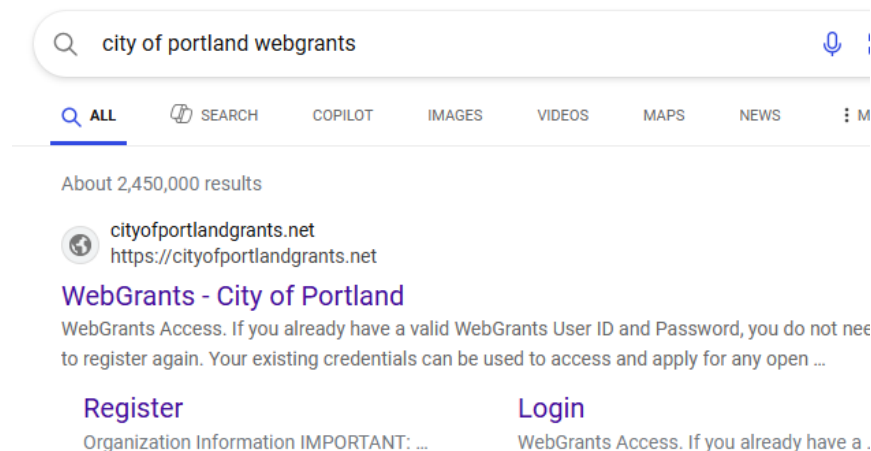 city of portland webgrants
ALL SEARCH COPILOT IMAGES VIDEOS MAPS NEWS
About 2,450,000 results
cityofportlandgrants.net
https://cityofportlandgrants.net
WebGrants - City of Portland
WebGrants Access. If you already have a valid WebGrants User ID and Password, you do not
to register again. Your existing credentials can be used to access and apply for any open ...
Register Login
Organization Information IMPORTANT: ... WebGrants Access. If you already have a